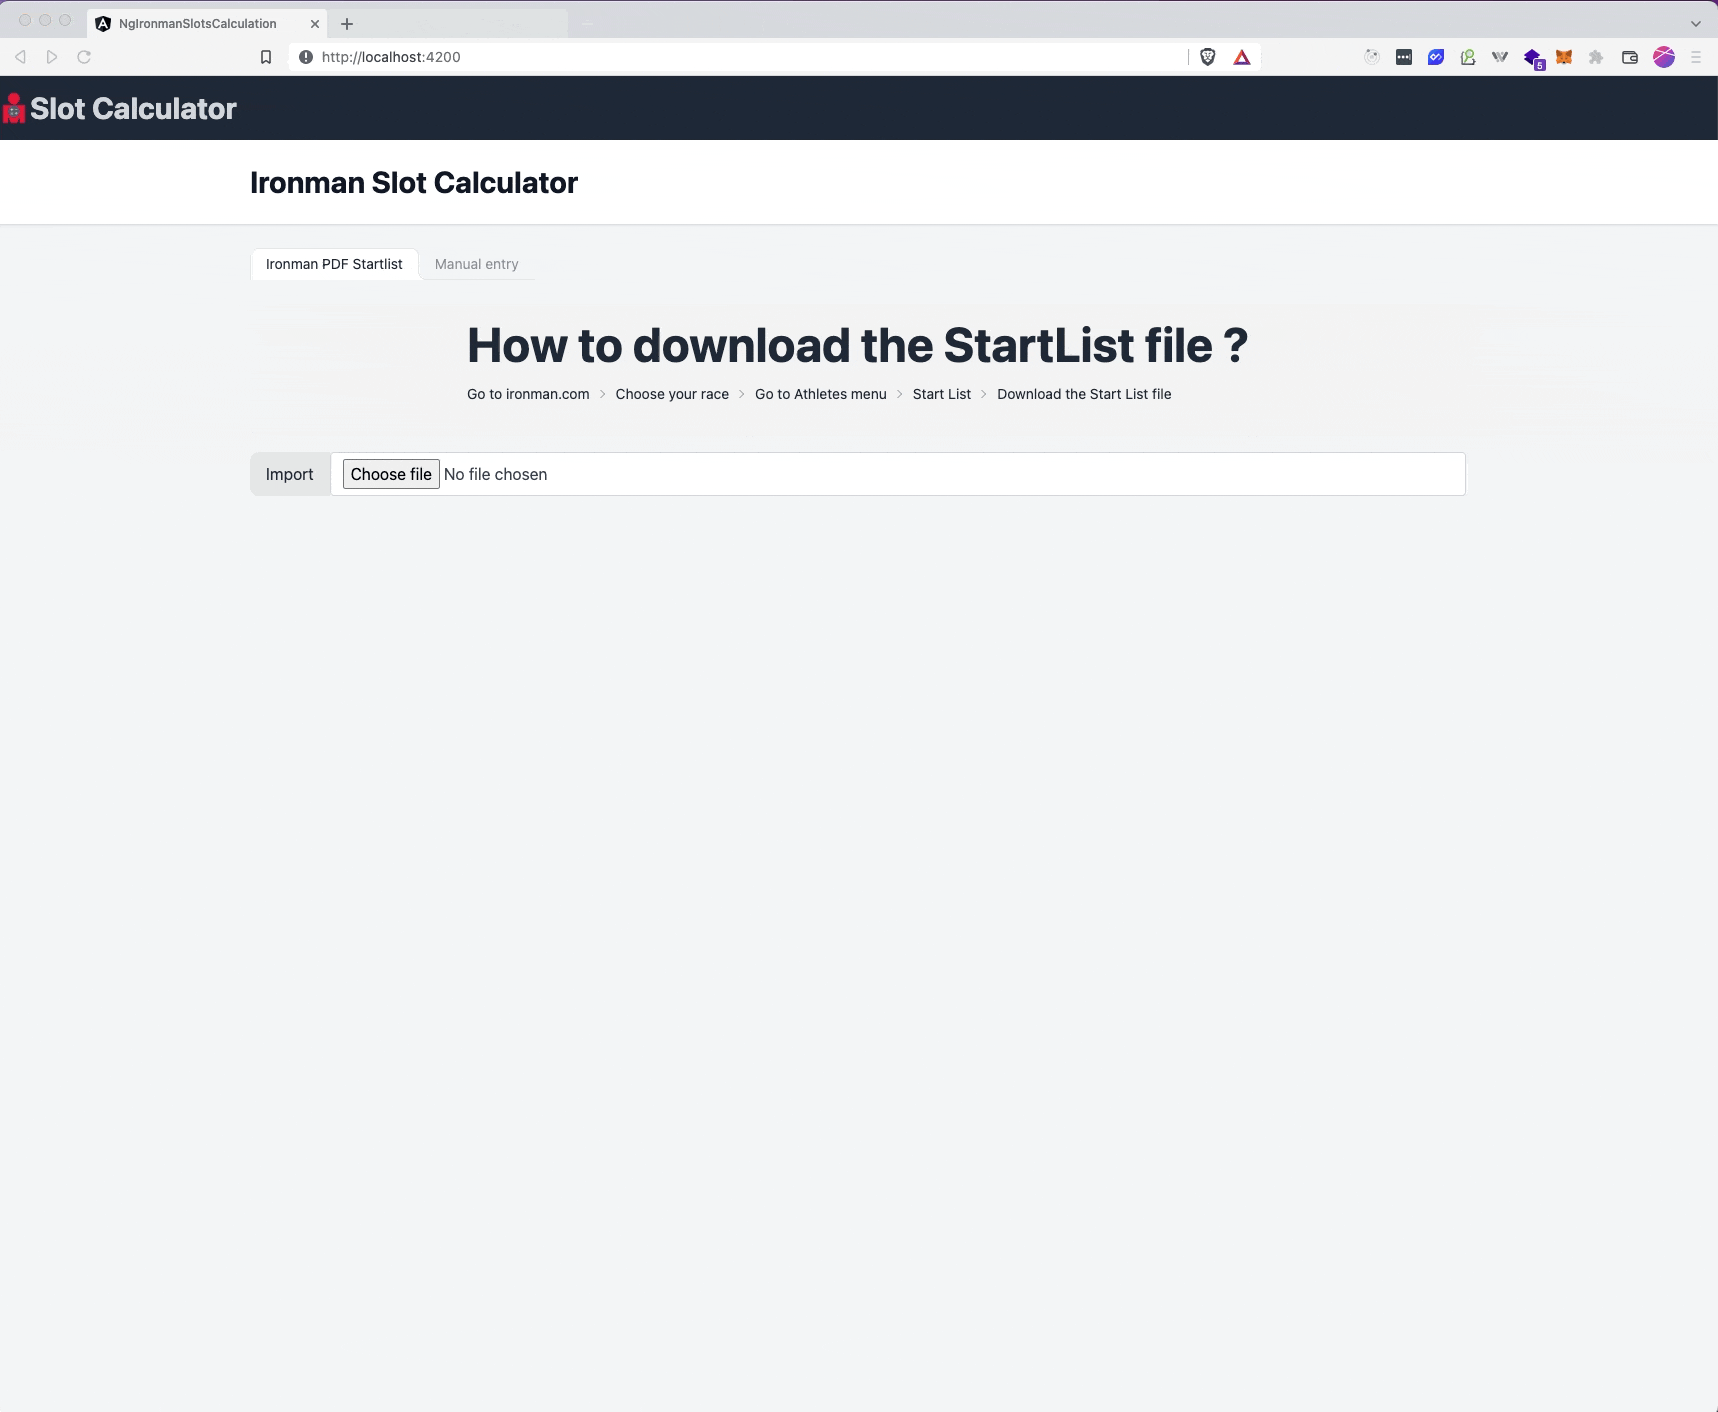 NgIronmanSlotsCalculation
http://localhost:4200
5
Slot Calculator
Ironman Slot Calculator
Ironman PDF Startlist Manual entry
How to download the StartList file ?
Go to ironman.com > Choose your race > Go to Athletes menu > Start List > Download the Start List file
Import Choose file No file chosen